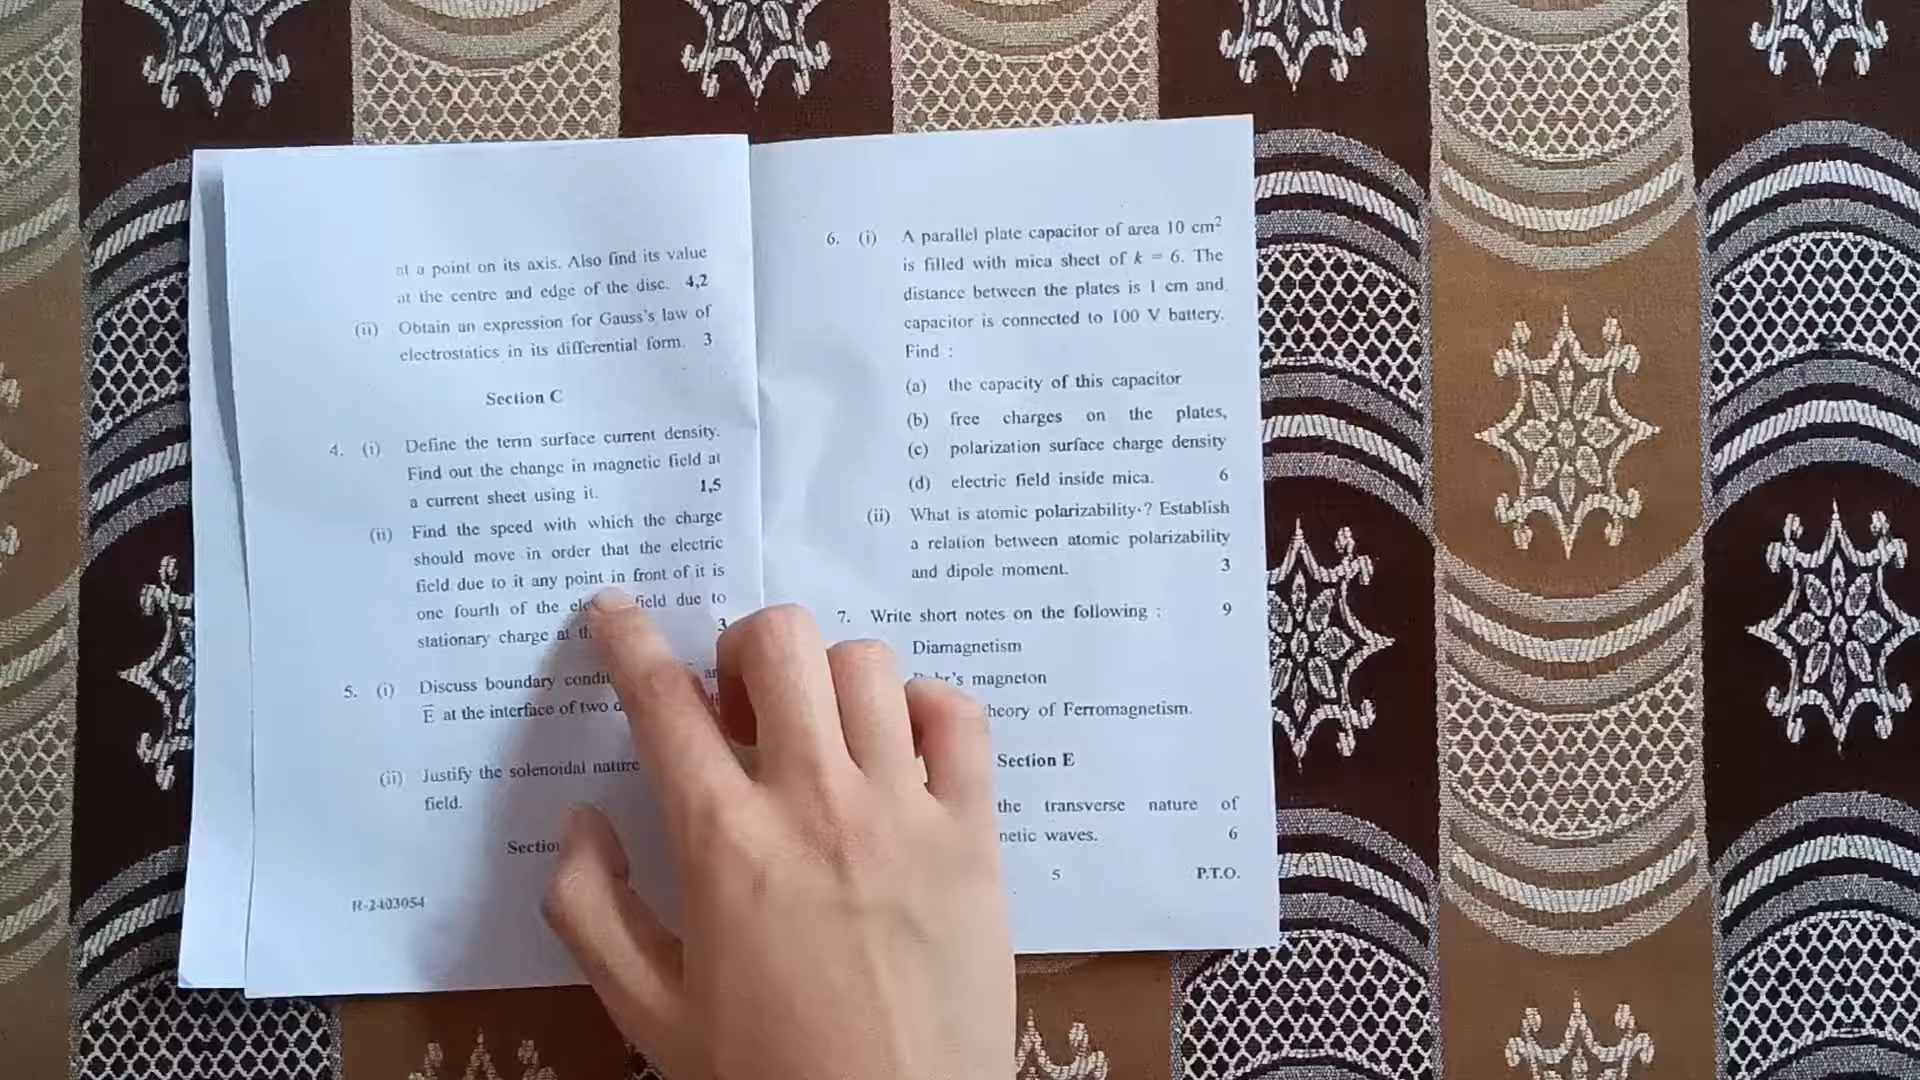 at a point on its axis. Also find its value
at the centre and edge of the disc. 4,2
(ii) Obtain an expression for Gauss's law of
electrostatics in its differential form. 3
Section C
4. (i) Define the term surface current density.
Find out the change in magnetic field at
a current sheet using it. 1,5
(ii) Find the speed with which the charge
should move in order that the electric
field due to it any point in front of it is
one fourth of the field due to
stationary charge at 3
5. (i) Discuss boundary
E at the interface of two
(ii) Justify the solenoidal nature
field.
R-2403054
6. (i) A parallel plate capacitor of area 10 cm²
is filled with mica sheet of k = 6. The
distance between the plates is 1 cm and
capacitor is connected to 100 V battery.
Find :
(a) the capacity of this capacitor
(b) free charges on the plates,
(c) polarization surface charge density
(d) electric field inside mica. 6
(ii) What is atomic polarizability ? Establish
a relation between atomic polarizability
and dipole moment. 3
7. Write short notes on the following : 9
Diamagnetism
magneton
of Ferromagnetism.
Section E
the transverse nature of
waves. 6
5 P.T.O.